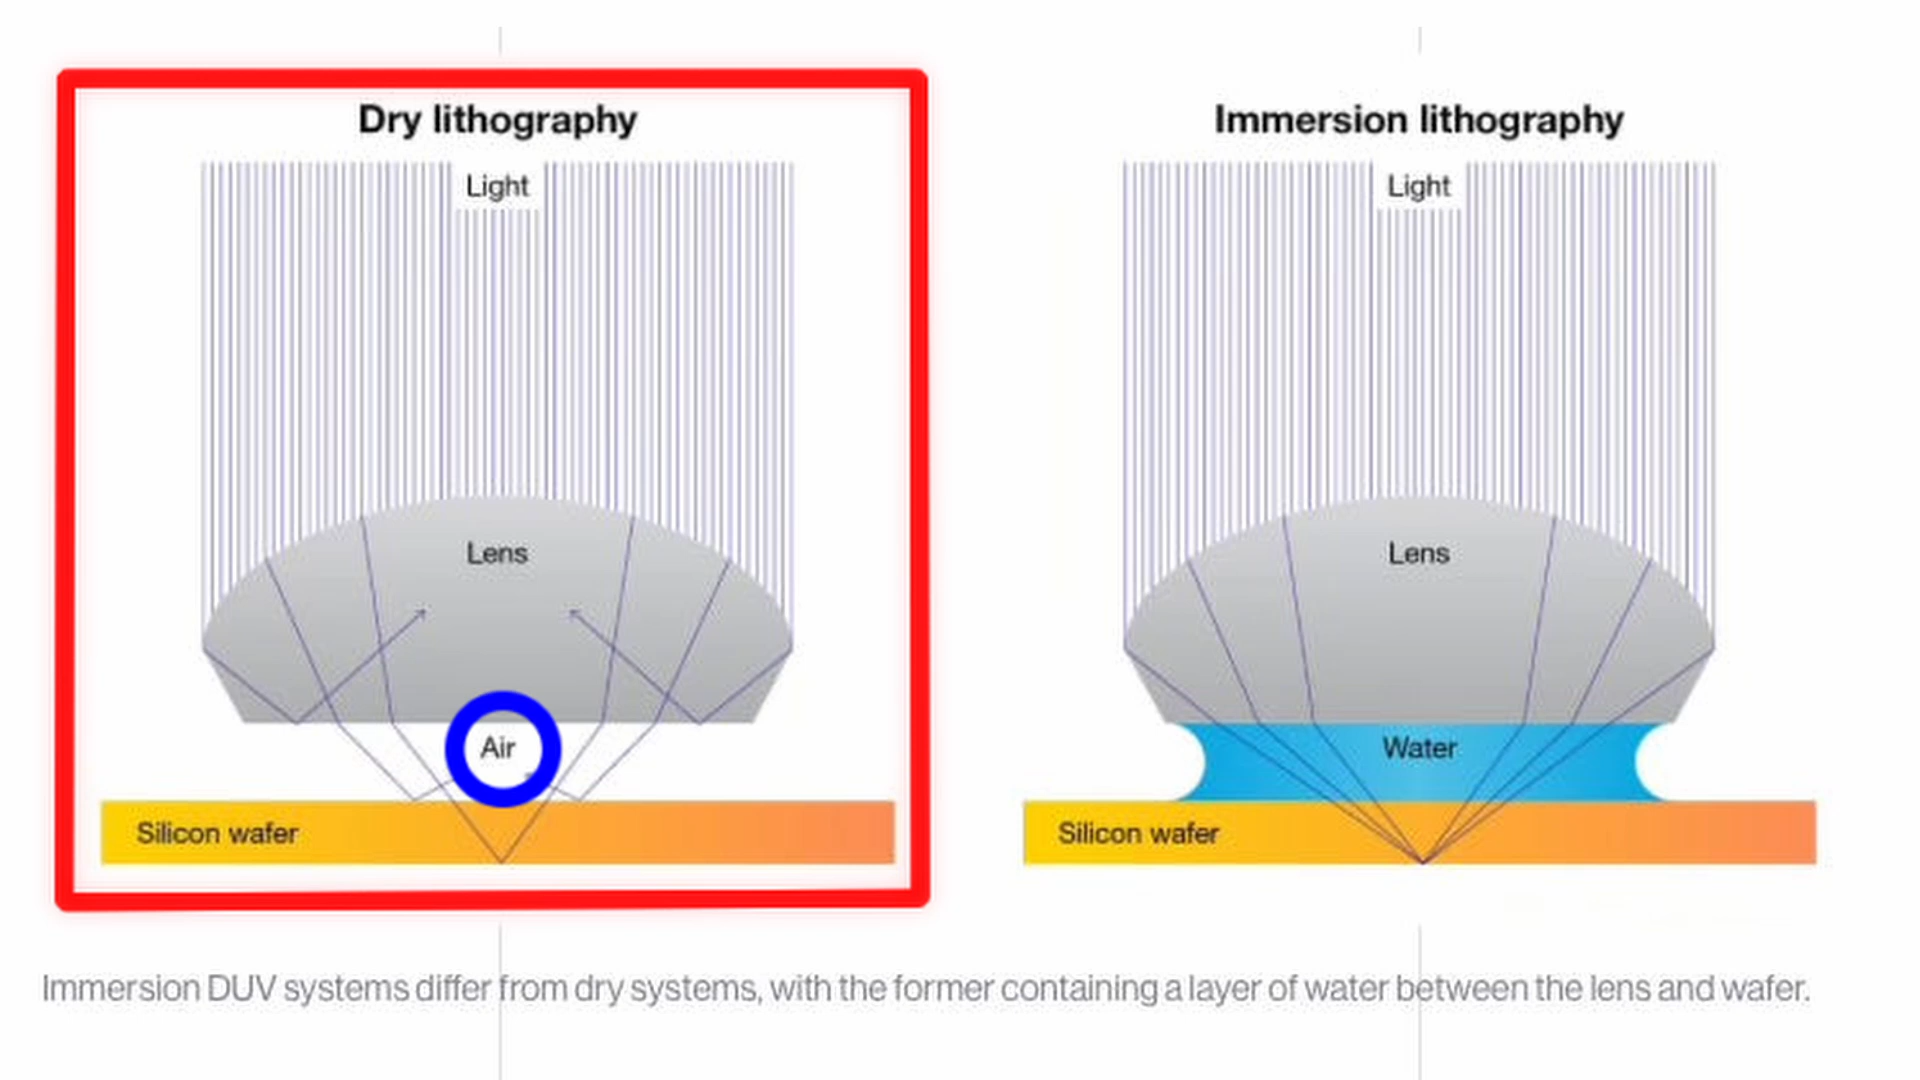 Dry lithography
Light
Lens
Air
Silicon wafer
Immersion lithography
Light
Lens
Water
Silicon wafer
Immersion DUV systems differ from dry systems, with the former containing a layer of water between the lens and wafer.